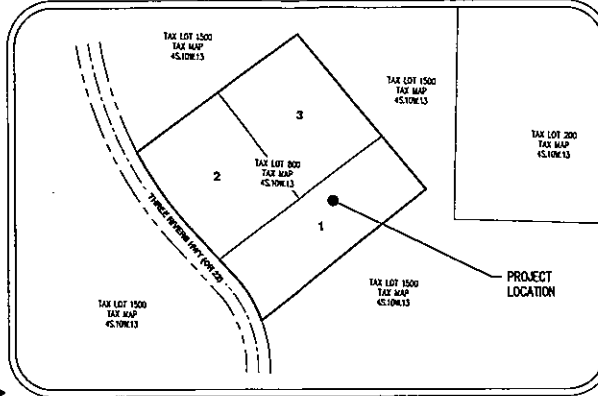 TAX LOT 1500
TAX MAP
4S.10W.13
3
TAX LOT 1500
TAX MAP
4S.10W.13
TAX LOT 200
TAX MAP
4S.10W.13
TAX LOT 800
TAX MAP
4S.10W.13
2
1
THREE RIVERS HWY (OR 22)
PROJECT
LOCATION
TAX LOT 1500
TAX MAP
4S.10W.13
TAX LOT 1500
TAX MAP
4S.10W.13